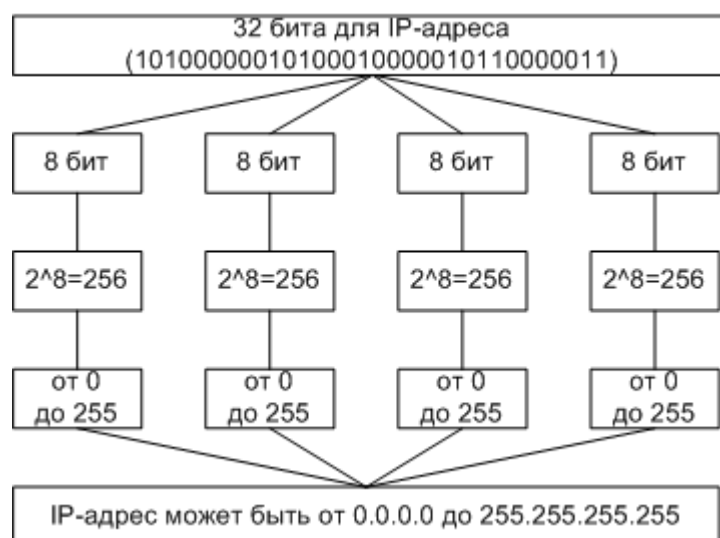 32 бита для IP-адреса
(10100000010100010000010110000011)
8 бит
8 бит
8 бит
8 бит
2^8=256
2^8=256
2^8=256
2^8=256
от 0
до 255
от 0
до 255
от 0
до 255
от 0
до 255
IP-адрес может быть от 0.0.0.0 до 255.255.255.255